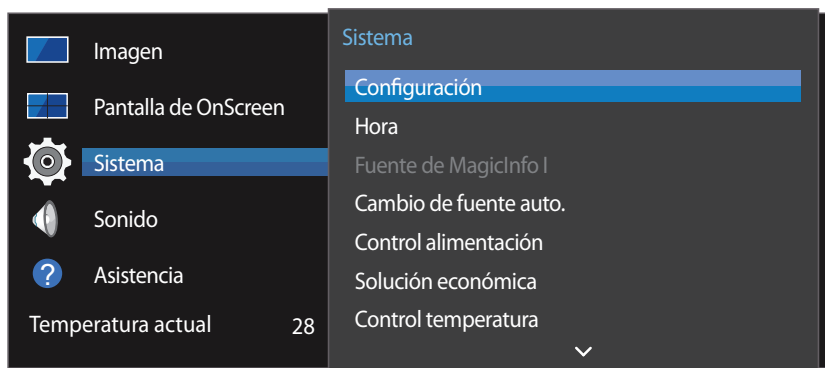 Imagen
Pantalla de OnScreen
Sistema
Sonido
?
Asistencia
Temperatura actual 28
Sistema
Configuración
Hora
Fuente de MagicInfo I
Cambio de fuente auto.
Control alimentación
Solución económica
Control temperatura